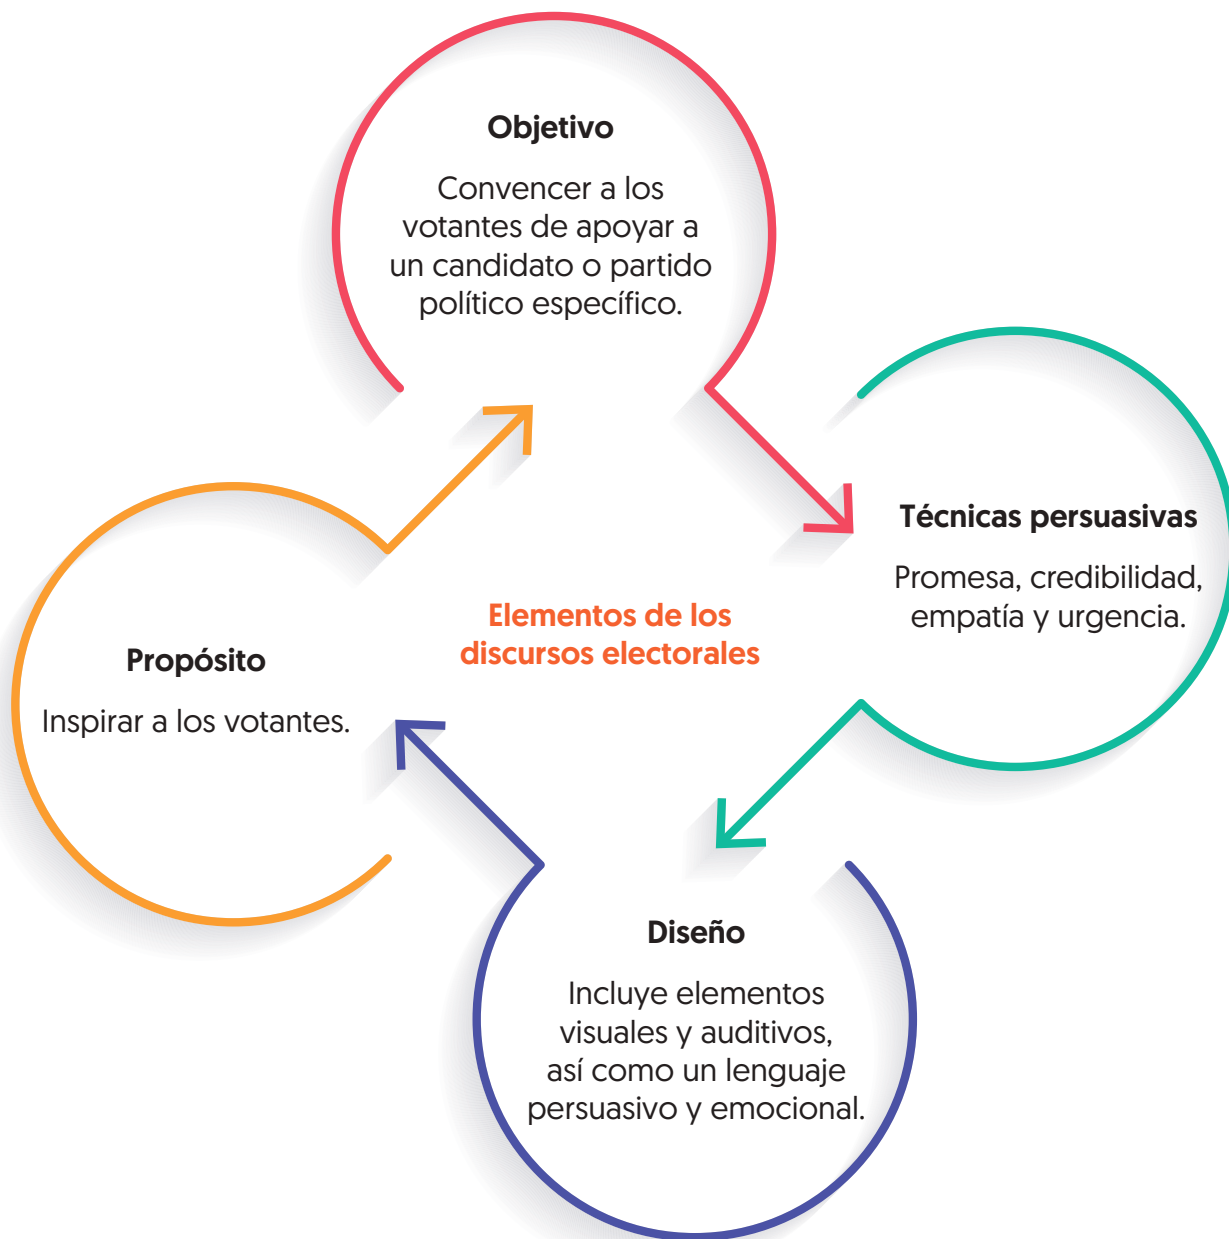 Objetivo
Convencer a los
votantes de apoyar a
un candidato o partido
político específico.
Técnicas persuasivas
Promesa, credibilidad,
empatía y urgencia.
Elementos de los
discursos electorales
Propósito
Inspirar a los votantes.
Diseño
Incluye elementos
visuales y auditivos,
así como un lenguaje
persuasivo y emocional.